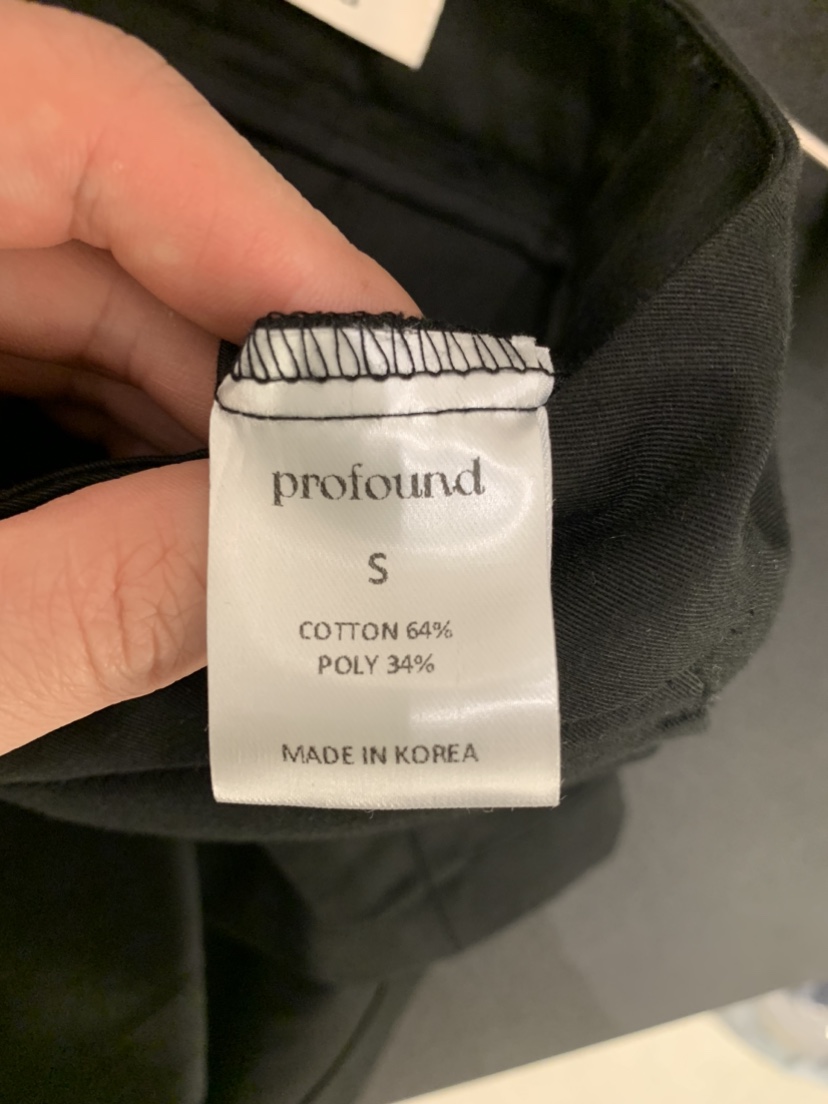 profound
S
COTTON 64%
POLY 34%
MADE IN KOREA